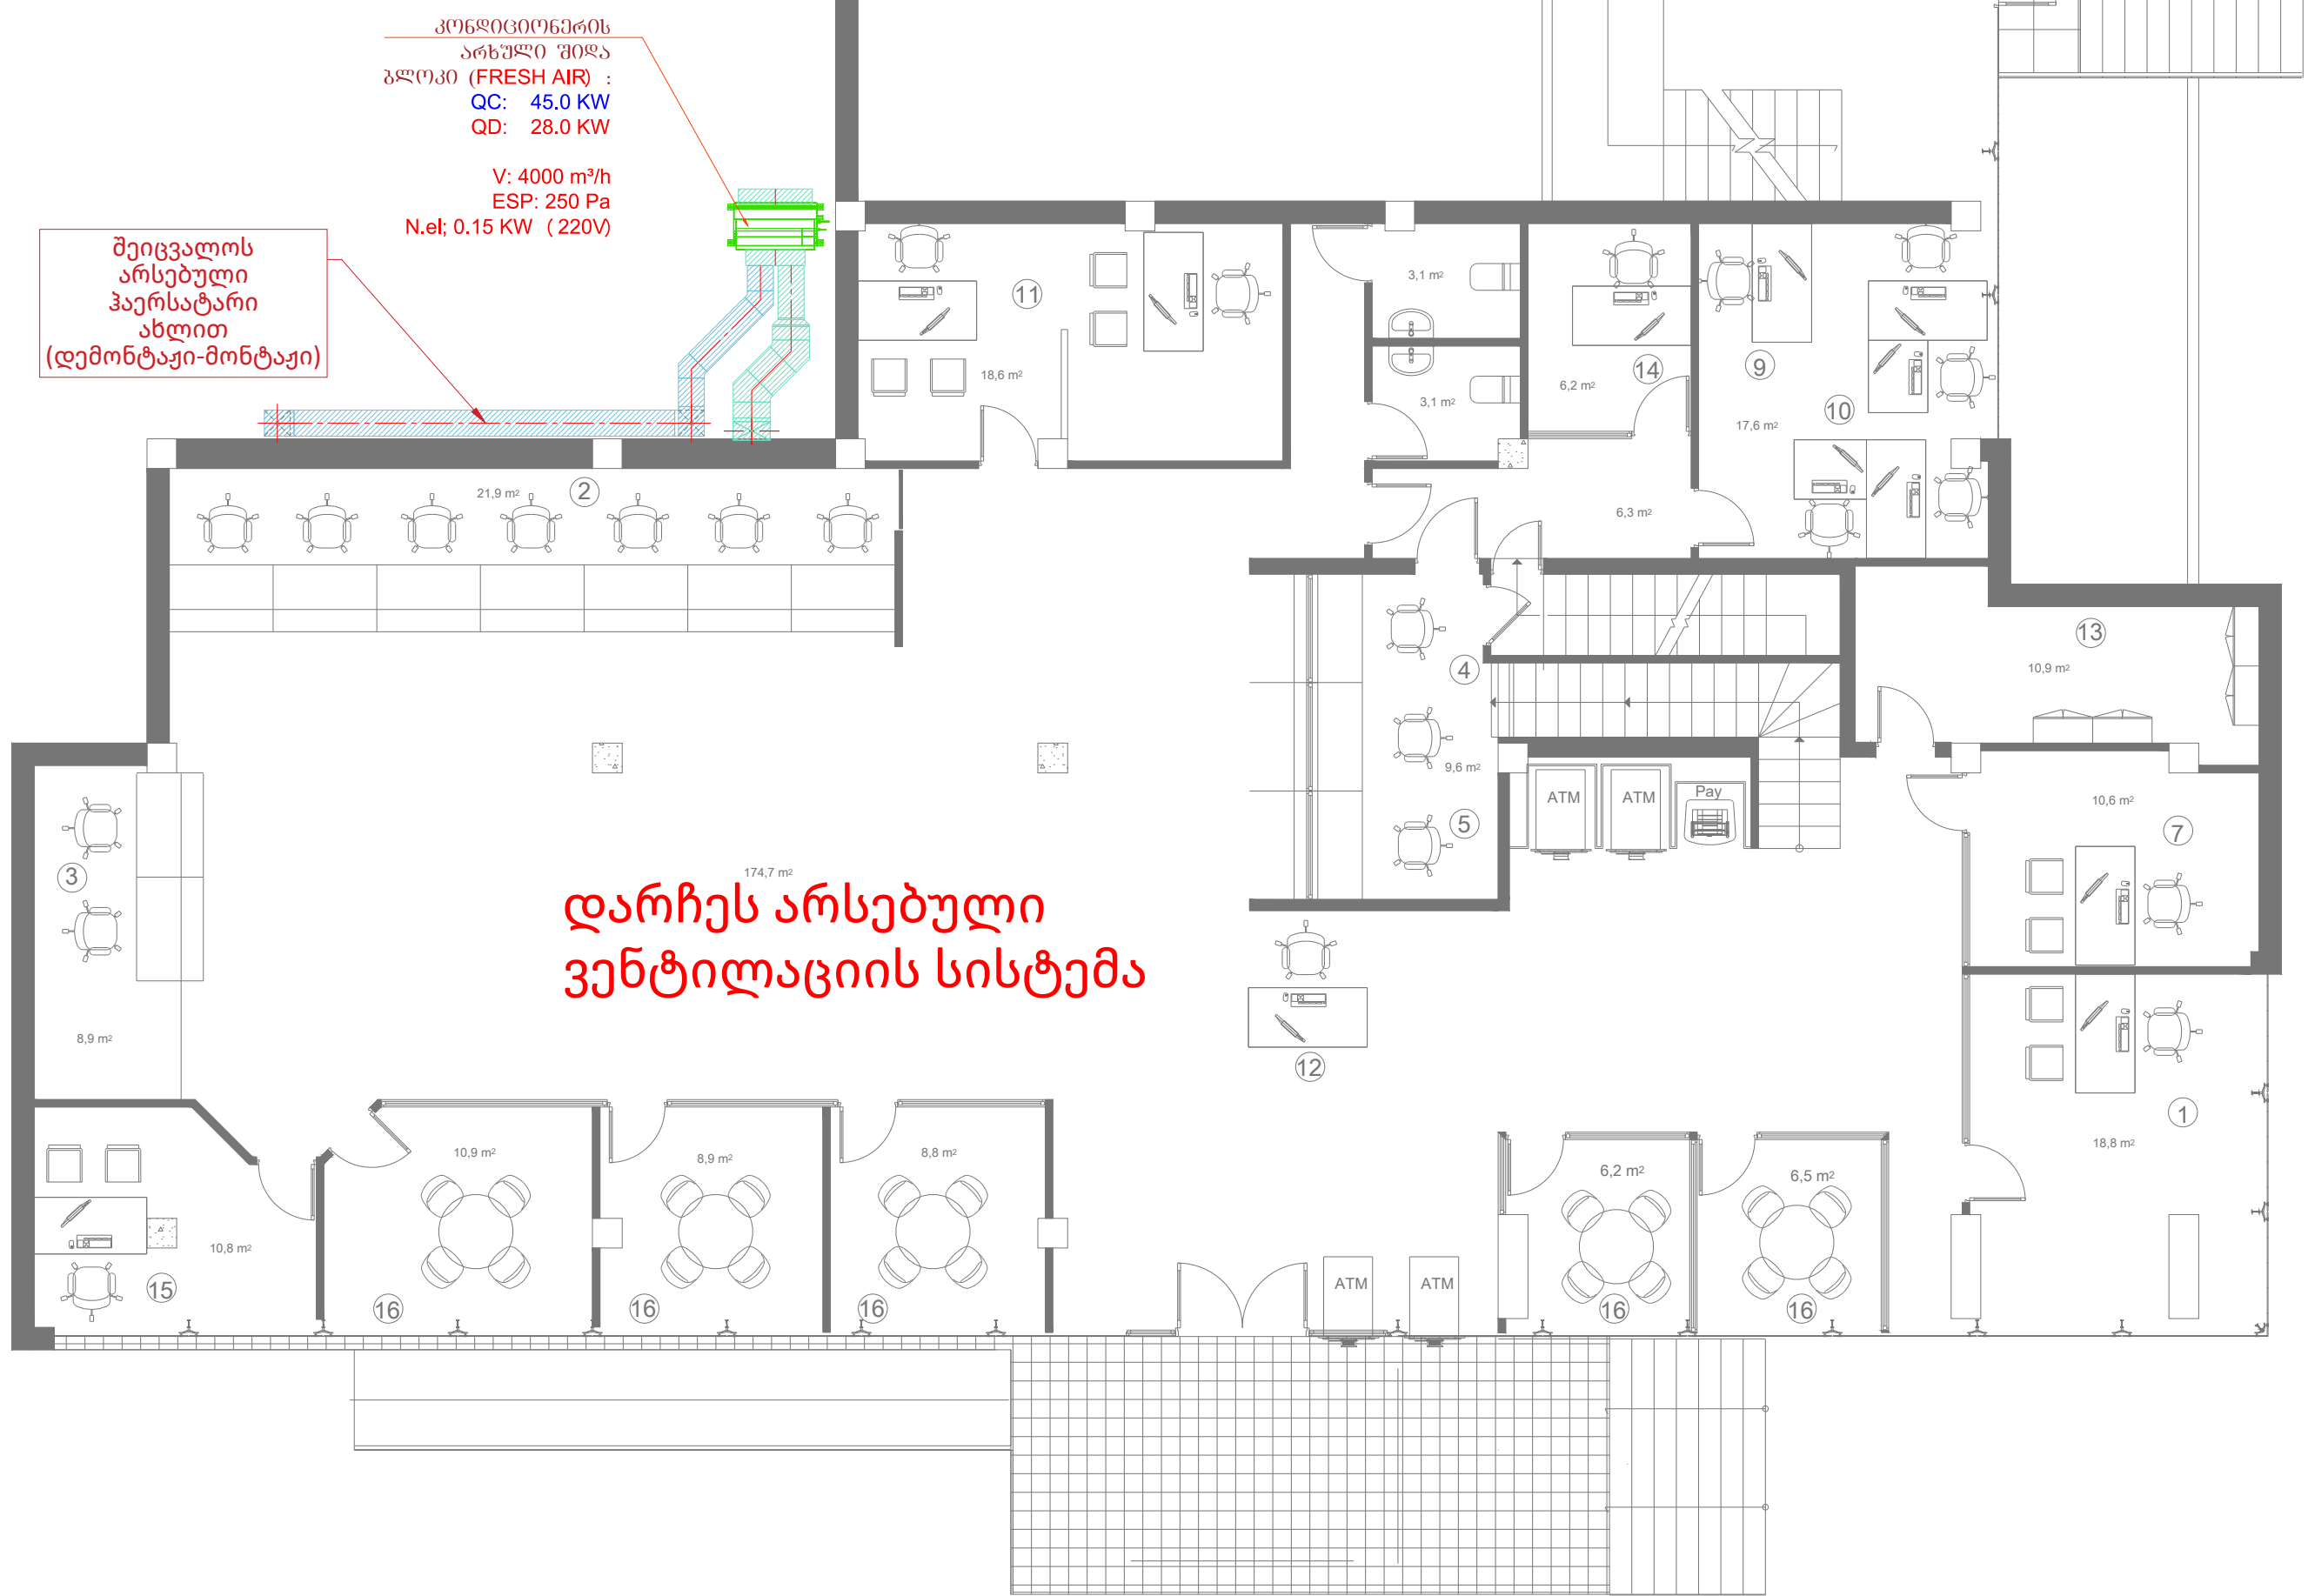 კონდიციონერის
არხული შიდა
ბლოკი (FRESH AIR) :
QC: 45.0 KW
QD: 28.0 KW
V: 4000 m³/h
ESP: 250 Pa
N.el; 0.15 KW ( 220V)
შეიცვალოს
არსებული
ჰაერსატარი
ახლით
(დემონტაჟი-მონტაჟი)
11
18,6 m²
3,1 m²
3,1 m²
14
6,2 m²
9
10
17,6 m²
21,9 m²
2
6,3 m²
13
10,9 m²
4
9,6 m²
5
ATM
ATM
Pay
10,6 m²
7
3
8,9 m²
174,7 m²
დარჩეს არსებული
ვენტილაციის სისტემა
12
1
18,8 m²
10,8 m²
15
10,9 m²
16
8,9 m²
16
8,8 m²
16
ATM
ATM
6,2 m²
16
6,5 m²
16